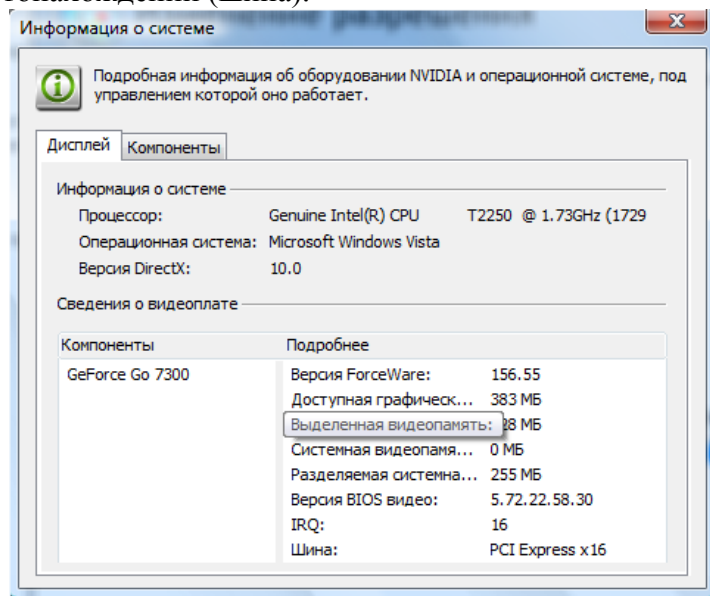 (шина).
Информация о системе
Подробная информация об оборудовании NVIDIA и операционной системе, под
управлением которой оно работает.
Дисплей Компоненты
Информация о системе
Процессор: Genuine Intel(R) CPU T2250 @ 1.73GHz (1729
Операционная система: Microsoft Windows Vista
Версия DirectX: 10.0
Сведения о видеоплате
Компоненты Подробнее
GeForce Go 7300 Версия ForceWare: 156.55
Доступная графическ... 383 МБ
Выделенная видеопамять: 28 МБ
Системная видеопамя... 0 МБ
Разделяемая системна... 255 МБ
Версия BIOS видео: 5.72.22.58.30
IRQ: 16
Шина: PCI Express x16